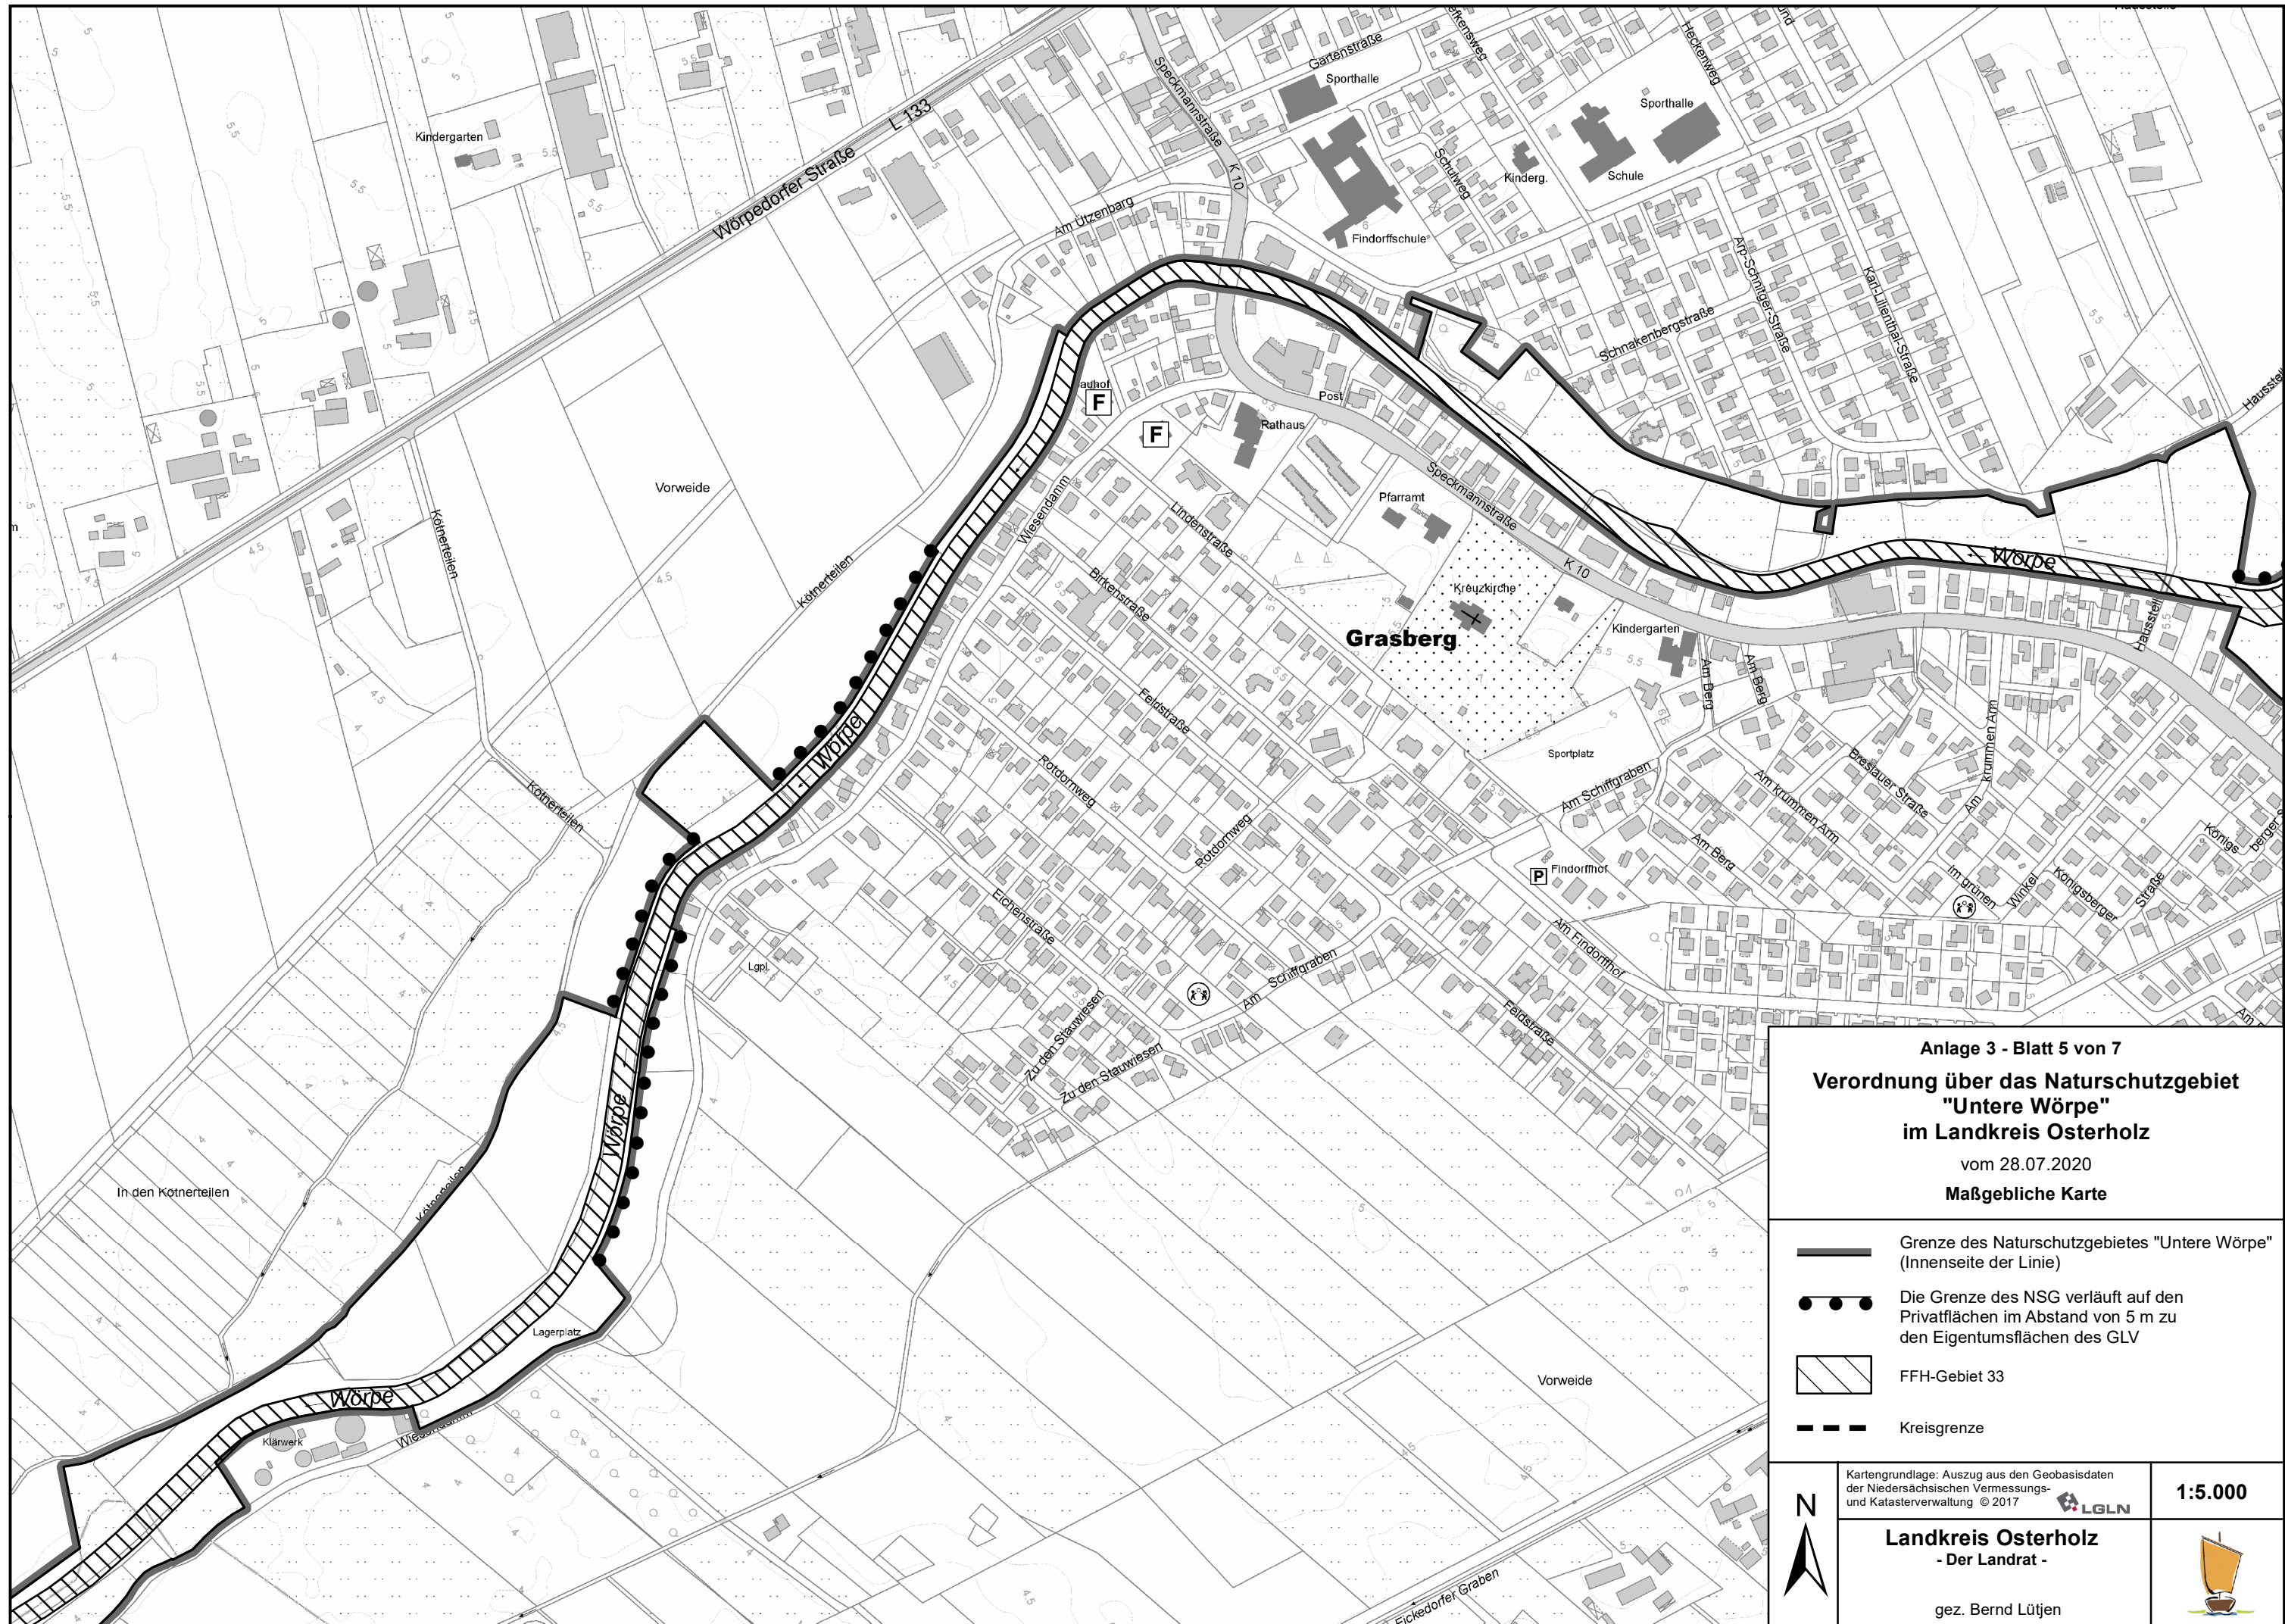 Hausstelle
Kindergarten
L 133
Wörpedorfer Straße
Speckmannstraße
K 10
Gartenstraße
Sporthalle
Heckenweg
Sporthalle
Schulweg
Kinderg.
Schule
Findorffschule
Am Ützenbarg
Arp-Schnitger-Straße
Karl-Lilienthal-Straße
Schnakenbergstraße
F
F
Post
Rathaus
Vorweide
Kötnerteilen
Kötnerteilen
Wiesendamm
Lindenstraße
Birkenstraße
Pfarramt
Speckmannstraße
K 10
Wörpe
Kreuzkirche
Grasberg
Kindergarten
Am Berg
Am Berg
Feldstraße
Wörpe
Sportplatz
Am Schiffgraben
Am krummen Arm
Breslauer Straße
Am
krummen Arm
Kötnerteilen
Rotdornweg
Rotdornweg
Am Berg
P
Findorffhof
Im grünen
Winkel
Königsberger
Straße
Königs
Eichenstraße
Am Findorffhof
Lgpl.
Am
Schiffgraben
Zu den Stauwiesen
Zu den Stauwiesen
Feldstraße
Wörpe
In den Kötnerteilen
Kötnerteilen
Lagerplatz
Wörpe
Klärwerk
Vorweide
Eickedorfer Graben
Anlage 3 - Blatt 5 von 7
Verordnung über das Naturschutzgebiet
"Untere Wörpe"
im Landkreis Osterholz
vom 28.07.2020
Maßgebliche Karte
Grenze des Naturschutzgebietes "Untere Wörpe"
(Innenseite der Linie)
Die Grenze des NSG verläuft auf den
Privatflächen im Abstand von 5 m zu
den Eigentumsflächen des GLV
FFH-Gebiet 33
Kreisgrenze
N
Kartengrundlage: Auszug aus den Geobasisdaten
der Niedersächsischen Vermessungs-
und Katasterverwaltung © 2017
LGLN
1:5.000
Landkreis Osterholz
- Der Landrat -
gez. Bernd Lütjen